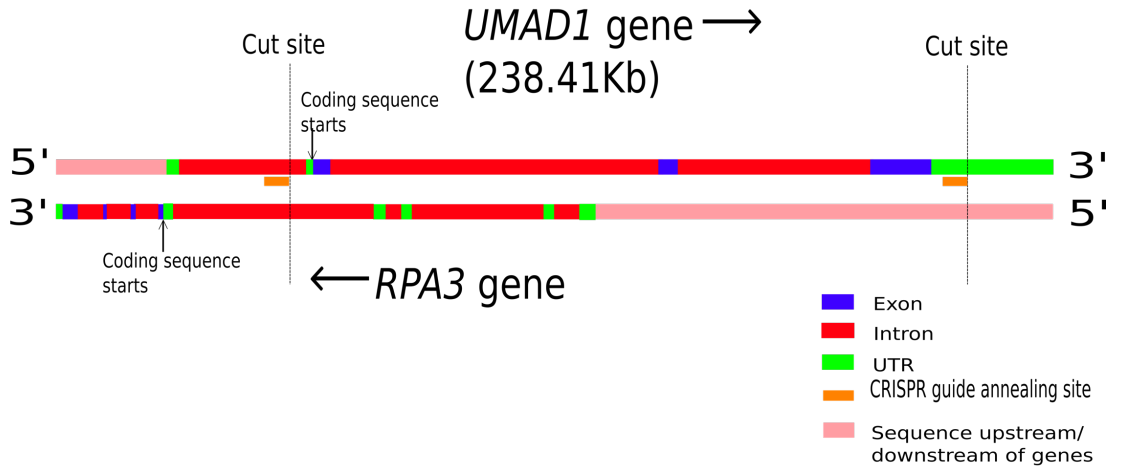 UMAD1 gene →
(238.41Kb)
Cut site
Cut site
Coding sequence
starts
5' 3'
3' 5'
Coding sequence
starts
← RPA3 gene
Exon
Intron
UTR
CRISPR guide annealing site
Sequence upstream/
downstream of genes